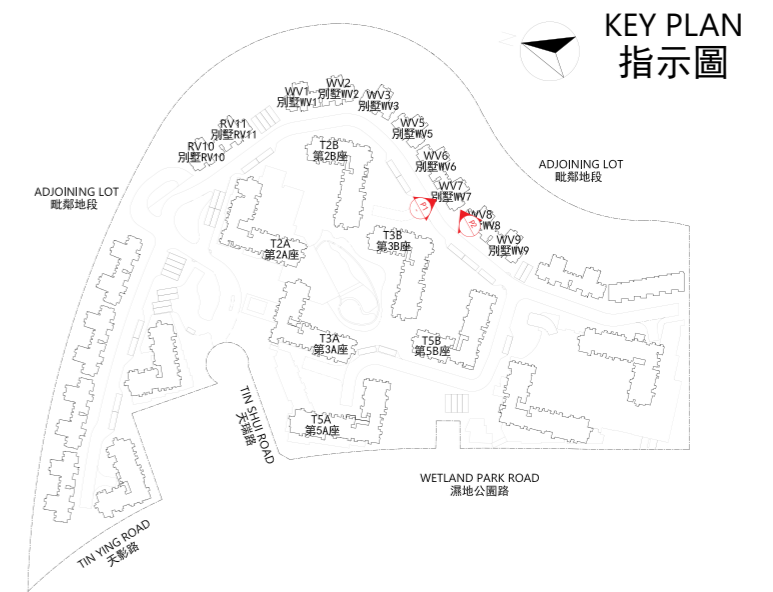 KEY PLAN
指示圖
N
WV1
別墅WV1
WV2
別墅WV2
WV3
別墅WV3
RV11
別墅RV11
RV10
別墅RV10
WV5
別墅WV5
T2B
第2B座
WV6
別墅WV6
ADJOINING LOT
毗鄰地段
ADJOINING LOT
毗鄰地段
WV7
別墅WV7
P1
P2
WV8
WV8
T2A
第2A座
T3B
第3B座
WV9
別墅WV9
T3A
第3A座
T5B
第5B座
TIN SHUI ROAD
天瑞路
T5A
第5A座
WETLAND PARK ROAD
濕地公園路
TIN YING ROAD
天影路